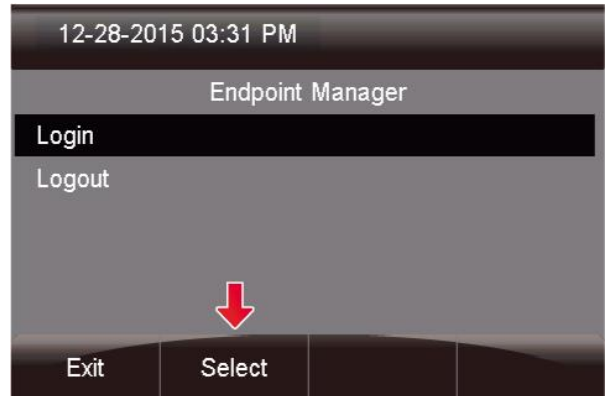 12-28-2015 03:31 PM
Endpoint Manager
Login
Logout
Exit Select